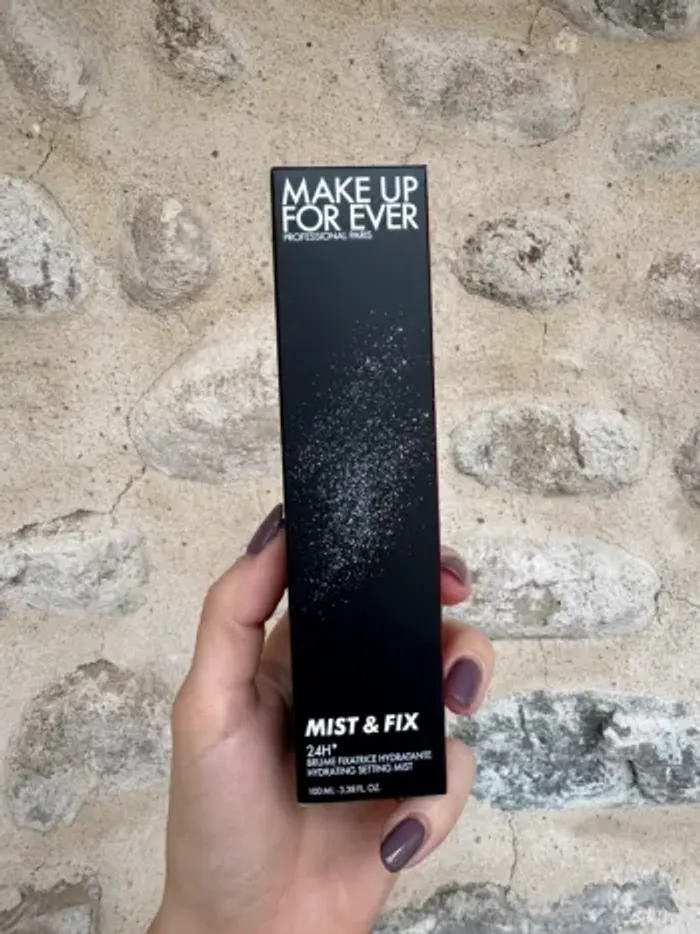 MAKE UP
FOR EVER
PROFESSIONAL PARIS
MIST & FIX
24H*
BRUME FIXATRICE HYDRATANTE
HYDRATING SETTING MIST
100 ML - 3.38 FL. OZ.